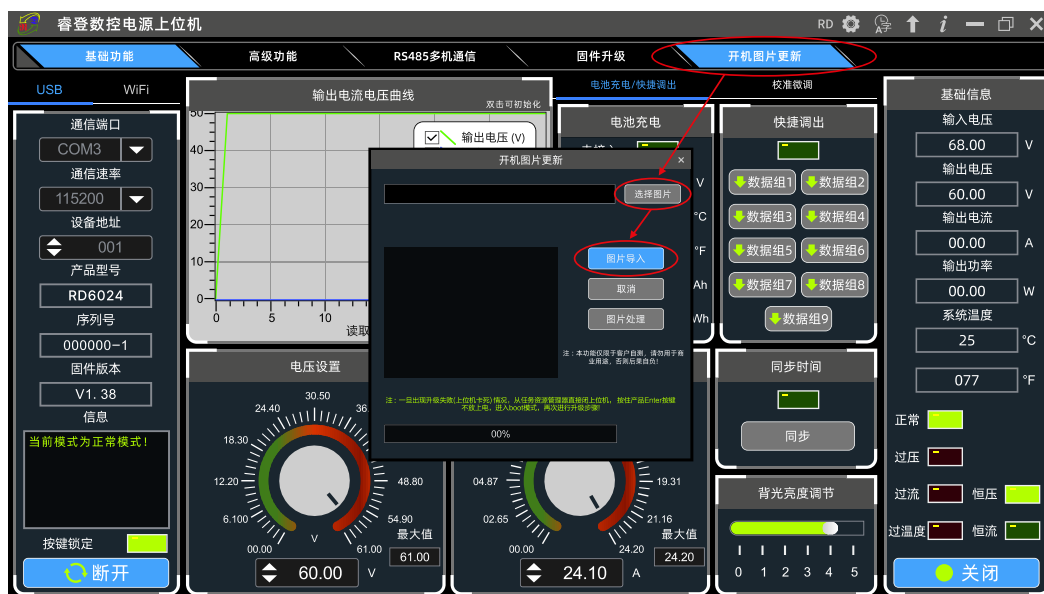 睿登数控电源上位机
RD
A字
i
基础功能
高级功能
RS485多机通信
固件升级
开机图片更新
USB
WiFi
通信端口
COM3
通信速率
115200
设备地址
001
产品型号
RD6024
序列号
000000-1
固件版本
V1. 38
信息
当前模式为正常模式!
按键锁定
断开
输出电流电压曲线
双击可初始化
50
40
30
20
10
0
0
5
10
读取
输出电压 (V)
电池充电/快捷调出
校准微调
电池充电
V
°C
°F
Ah
Wh
快捷调出
数据组1
数据组2
数据组3
数据组4
数据组5
数据组6
数据组7
数据组8
数据组9
开机图片更新
×
选择图片
图片导入
取消
图片处理
注：本功能仅限于客户自测，请勿用于商
业用途，否则后果自负!
注：一旦出现升级失败(上位机卡死)情况，从任务资源管理器直接闭上位机， 按住产品Enter按键
不放上电，进入boot模式，再次进行升级步骤!
00%
电压设置
30.50
24.40
36.
18.30
12.20
48.80
6.100
54.90
00.00
V
61.00
最大值
61.00
60.00
V
04.87
19.31
02.65
21.16
00.00
24.20
最大值
24.20
24.10
A
同步时间
同步
背光亮度调节
0 1 2 3 4 5
基础信息
输入电压
68.00
V
输出电压
60.00
V
输出电流
00.00
A
输出功率
00.00
W
系统温度
25
°C
077
°F
正常
过压
过流
恒压
过温度
恒流
关闭